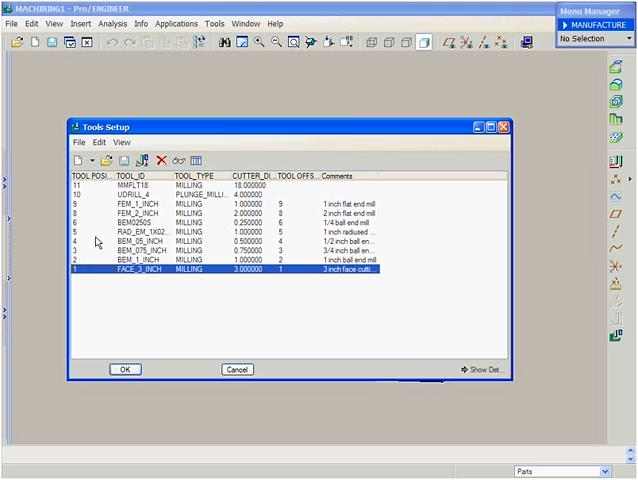 MACHINING1 - Pro/ENGINEER
Menu Manager
MANUFACTURE
No Selection
File Edit View Insert Analysis Info Applications Tools Window Help
Tools Setup
File Edit View
TOOL POSI... TOOL_ID TOOL_TYPE CUTTER_DI... TOOL OFFS... Comments
11 MMFLT18 MILLING 18.000000
10 UDRILL_4 PLUNGE_MILLI... 4.000000
9 FEM_1_INCH MILLING 1.000000 9 1 inch flat end mill
8 FEM_2_INCH MILLING 2.000000 8 2 inch flat end mill
6 BEM0250S MILLING 0.250000 6 1/4 ball end mill
5 RAD_EM_1X02... MILLING 1.000000 5 1 inch radiused ...
4 BEM_05_INCH MILLING 0.500000 4 1/2 inch ball en...
3 BEM_075_INCH MILLING 0.750000 3 3/4 inch ball en...
2 BEM_1_INCH MILLING 1.000000 2 1 inch ball end mill
1 FACE_3_INCH MILLING 3.000000 1 3 inch face cutti...
OK Cancel Show Det...
Parts